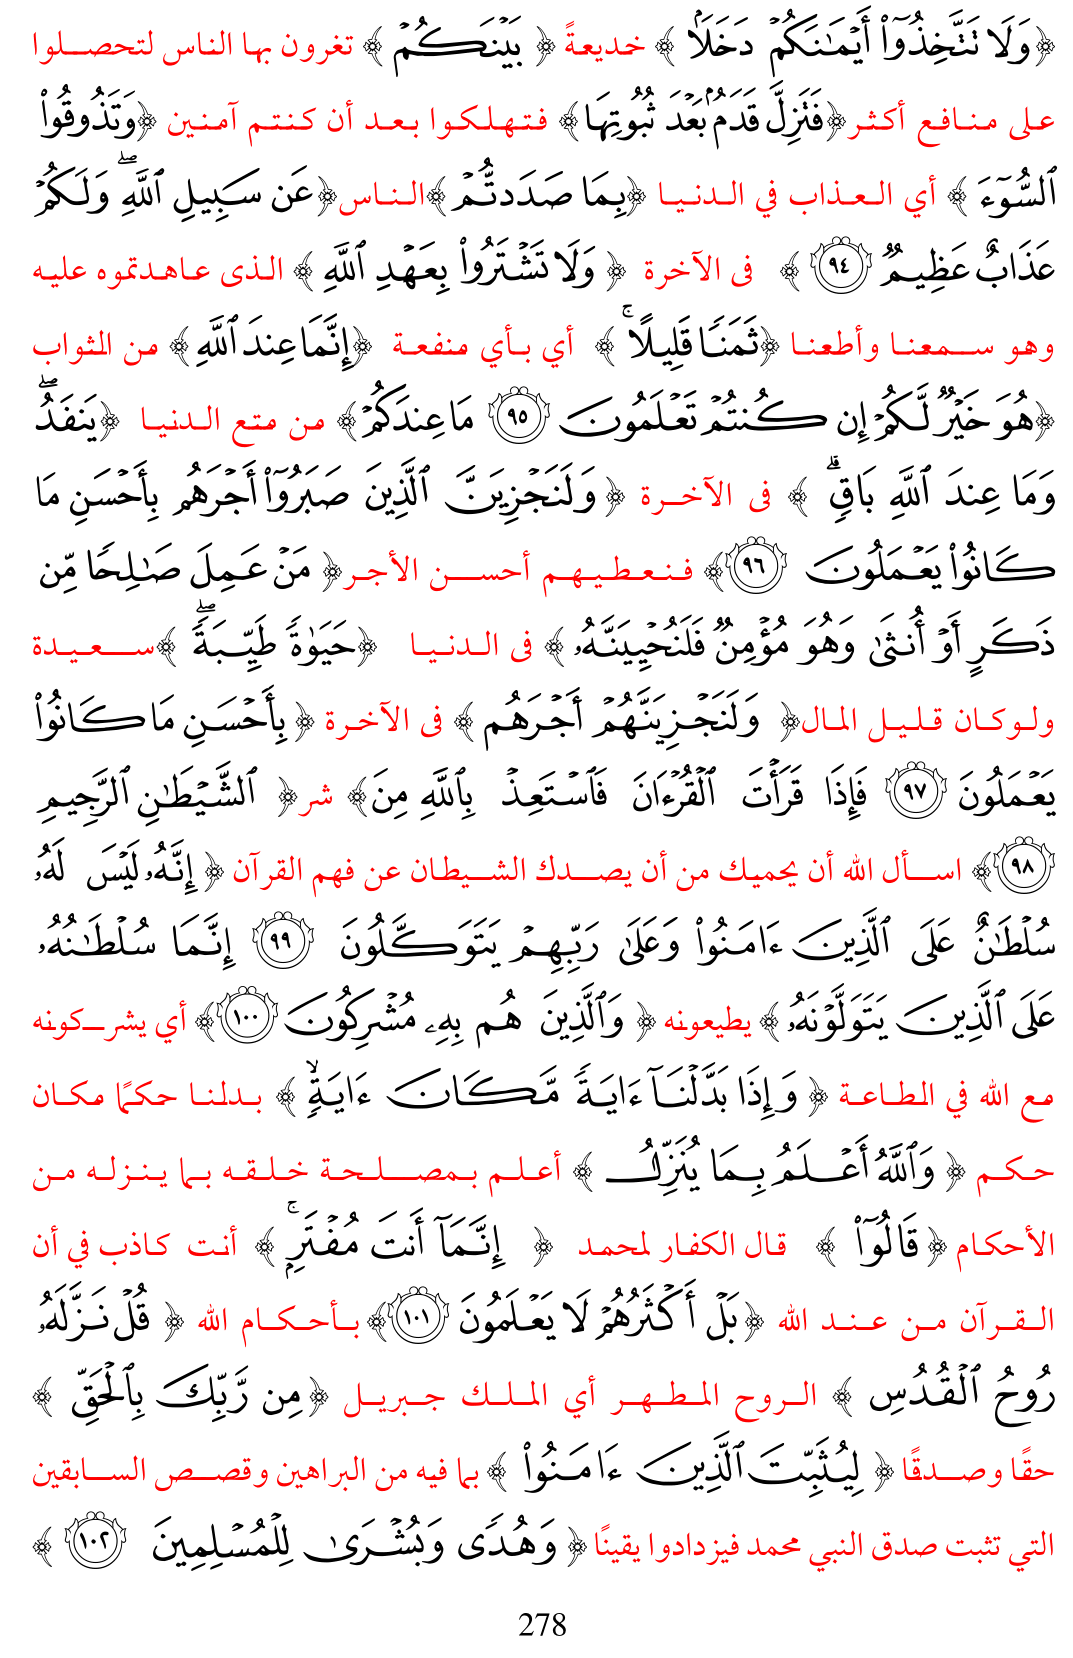 ﴿وَلَا تَتَّخِذُوٓا۟ أَيْمَـٰنَكُمْ دَخَلًۢا ﴾ خديعةً ﴿ بَيْنَكُمْ ﴾ تغرون بها الناس لتحصلوا
على منافع أكثر﴿فَتَزِلَّ قَدَمٌۢ بَعْدَ ثُبُوتِهَا﴾ فتهلكوا بعد أن كنتم آمنين ﴿وَتَذُوقُوا۟
ٱلسُّوٓءَ ﴾ أي العذاب في الدنيا ﴿بِمَا صَدَدتُّمْ ﴾الناس﴿عَن سَبِيلِ ٱللَّهِ ۖ وَلَكُمْ
عَذَابٌ عَظِيمٌ ٩٤ ﴾ فى الآخرة ﴿ وَلَا تَشْتَرُوا۟ بِعَهْدِ ٱللَّهِ ﴾ الذى عاهدتموه عليه
وهو سمعنا وأطعنا ﴿ثَمَنًا قَلِيلًا ۚ ﴾ أي بأي منفعة ﴿إِنَّمَا عِندَ ٱللَّهِ﴾ من المثواب
﴿هُوَ خَيْرٌ لَّكُمْ إِن كُنتُمْ تَعْلَمُونَ ٩٥ مَا عِندَكُمْ﴾ من متع الدنيا ﴿يَنفَدُ ۖ
وَمَا عِندَ ٱللَّهِ بَاقٍ ۗ ﴾ فى الآخرة ﴿ وَلَنَجْزِيَنَّ ٱلَّذِينَ صَبَرُوٓا۟ أَجْرَهُم بِأَحْسَنِ مَا
كَانُوا۟ يَعْمَلُونَ ٩٦﴾ فنعطيهم أحسن الأجر﴿ مَنْ عَمِلَ صَـٰلِحًا مِّن
ذَكَرٍ أَوْ أُنثَىٰ وَهُوَ مُؤْمِنٌ فَلَنُحْيِيَنَّهُۥ ﴾ فى الدنيا ﴿حَيَوٰةً طَيِّبَةً ۖ ﴾سعيدة
ولوكان قليل المال﴿ وَلَنَجْزِيَنَّهُمْ أَجْرَهُم ﴾ فى الآخرة ﴿ بِأَحْسَنِ مَا كَانُوا۟
يَعْمَلُونَ ٩٧ فَإِذَا قَرَأْتَ ٱلْقُرْءَانَ فَٱسْتَعِذْ بِٱللَّهِ مِنَ﴾ شر﴿ ٱلشَّيْطَـٰنِ ٱلرَّجِيمِ
٩٨﴾ اسأل الله أن يحميك من أن يصدك الشيطان عن فهم القرآن ﴿ إِنَّهُۥ لَيْسَ لَهُۥ
سُلْطَـٰنٌ عَلَى ٱلَّذِينَ ءَامَنُوا۟ وَعَلَىٰ رَبِّهِمْ يَتَوَكَّلُونَ ٩٩ إِنَّمَا سُلْطَـٰنُهُۥ
عَلَى ٱلَّذِينَ يَتَوَلَّوْنَهُۥ ﴾ يطيعونه ﴿ وَٱلَّذِينَ هُم بِهِۦ مُشْرِكُونَ ١٠٠﴾ أي يشركونه
مع الله في الطاعة ﴿ وَإِذَا بَدَّلْنَآ ءَايَةً مَّكَانَ ءَايَةٍ ۙ ﴾ بدلنا حكمًا مكان
حكم ﴿ وَٱللَّهُ أَعْلَمُ بِمَا يُنَزِّلُ ﴾ أعلم بمصلحة خلقه بما ينزله من
الأحكام ﴿ قَالُوٓا۟ ﴾ قال الكفار لمحمد ﴿ إِنَّمَآ أَنتَ مُفْتَرٍۭ ۚ ﴾ أنت كاذب في أن
القرآن من عند الله ﴿بَلْ أَكْثَرُهُمْ لَا يَعْلَمُونَ ١٠١﴾ بأحكام الله ﴿ قُلْ نَزَّلَهُۥ
رُوحُ ٱلْقُدُسِ ﴾ الروح المطهر أي الملك جبريل ﴿مِن رَّبِّكَ بِٱلْحَقِّ ﴾
حقًا وصدقًا ﴿ لِيُثَبِّتَ ٱلَّذِينَ ءَامَنُوا۟ ﴾ بما فيه من البراهين وقصص السابقين
التي تثبت صدق النبي محمد فيزدادوا يقينًا ﴿ وَهُدًى وَبُشْرَىٰ لِلْمُسْلِمِينَ ١٠٢ ﴾
278